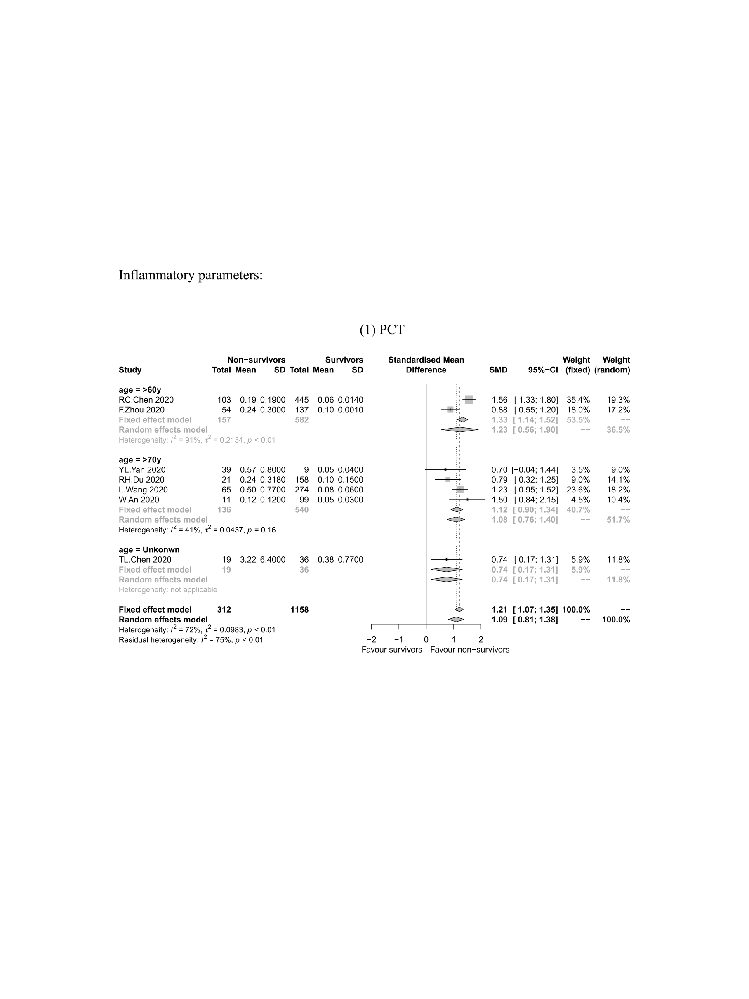 Inflammatory parameters:
(1) PCT
Non−survivors Survivors Standardised Mean Weight Weight
Study Total Mean SD Total Mean SD Difference SMD 95%−CI (fixed) (random)
age = >60y
RC.Chen 2020 103 0.19 0.1900 445 0.06 0.0140 1.56 [ 1.33; 1.80] 35.4% 19.3%
F.Zhou 2020 54 0.24 0.3000 137 0.10 0.0010 0.88 [ 0.55; 1.20] 18.0% 17.2%
Fixed effect model 157 582 1.33 [ 1.14; 1.52] 53.5% −−
Random effects model 1.23 [ 0.56; 1.90] −− 36.5%
Heterogeneity: I² = 91%, τ² = 0.2134, p < 0.01
age = >70y
YL.Yan 2020 39 0.57 0.8000 9 0.05 0.0400 0.70 [−0.04; 1.44] 3.5% 9.0%
RH.Du 2020 21 0.24 0.3180 158 0.10 0.1500 0.79 [ 0.32; 1.25] 9.0% 14.1%
L.Wang 2020 65 0.50 0.7700 274 0.08 0.0600 1.23 [ 0.95; 1.52] 23.6% 18.2%
W.An 2020 11 0.12 0.1200 99 0.05 0.0300 1.50 [ 0.84; 2.15] 4.5% 10.4%
Fixed effect model 136 540 1.12 [ 0.90; 1.34] 40.7% −−
Random effects model 1.08 [ 0.76; 1.40] −− 51.7%
Heterogeneity: I² = 41%, τ² = 0.0437, p = 0.16
age = Unkonwn
TL.Chen 2020 19 3.22 6.4000 36 0.38 0.7700 0.74 [ 0.17; 1.31] 5.9% 11.8%
Fixed effect model 19 36 0.74 [ 0.17; 1.31] 5.9% −−
Random effects model 0.74 [ 0.17; 1.31] −− 11.8%
Heterogeneity: not applicable
Fixed effect model 312 1158 1.21 [ 1.07; 1.35] 100.0% −−
Random effects model 1.09 [ 0.81; 1.38] −− 100.0%
Heterogeneity: I² = 72%, τ² = 0.0983, p < 0.01
Residual heterogeneity: I² = 75%, p < 0.01
−2 −1 0 1 2
Favour survivors Favour non−survivors